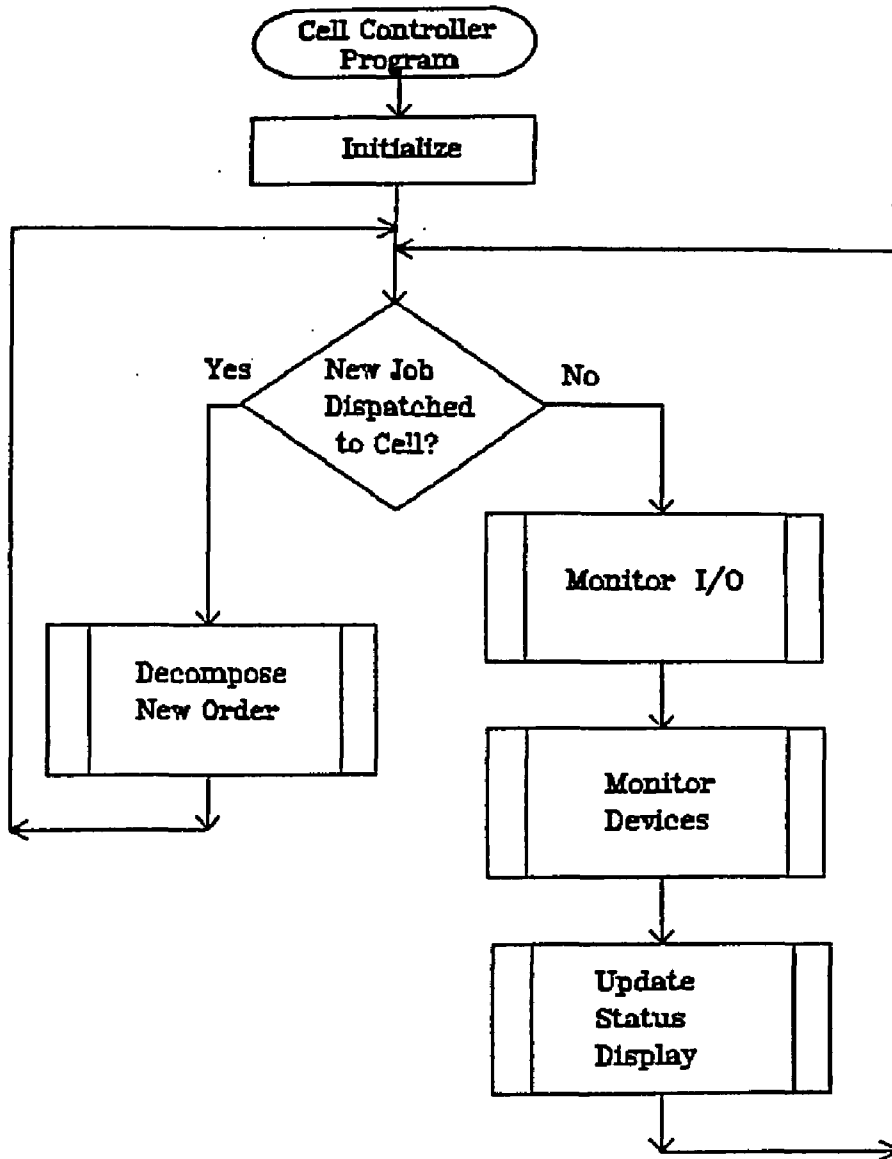 Cell Controller
Program
Initialize
New Job
Dispatched
to Cell?
Yes
No
Decompose
New Order
Monitor I/O
Monitor
Devices
Update
Status
Display